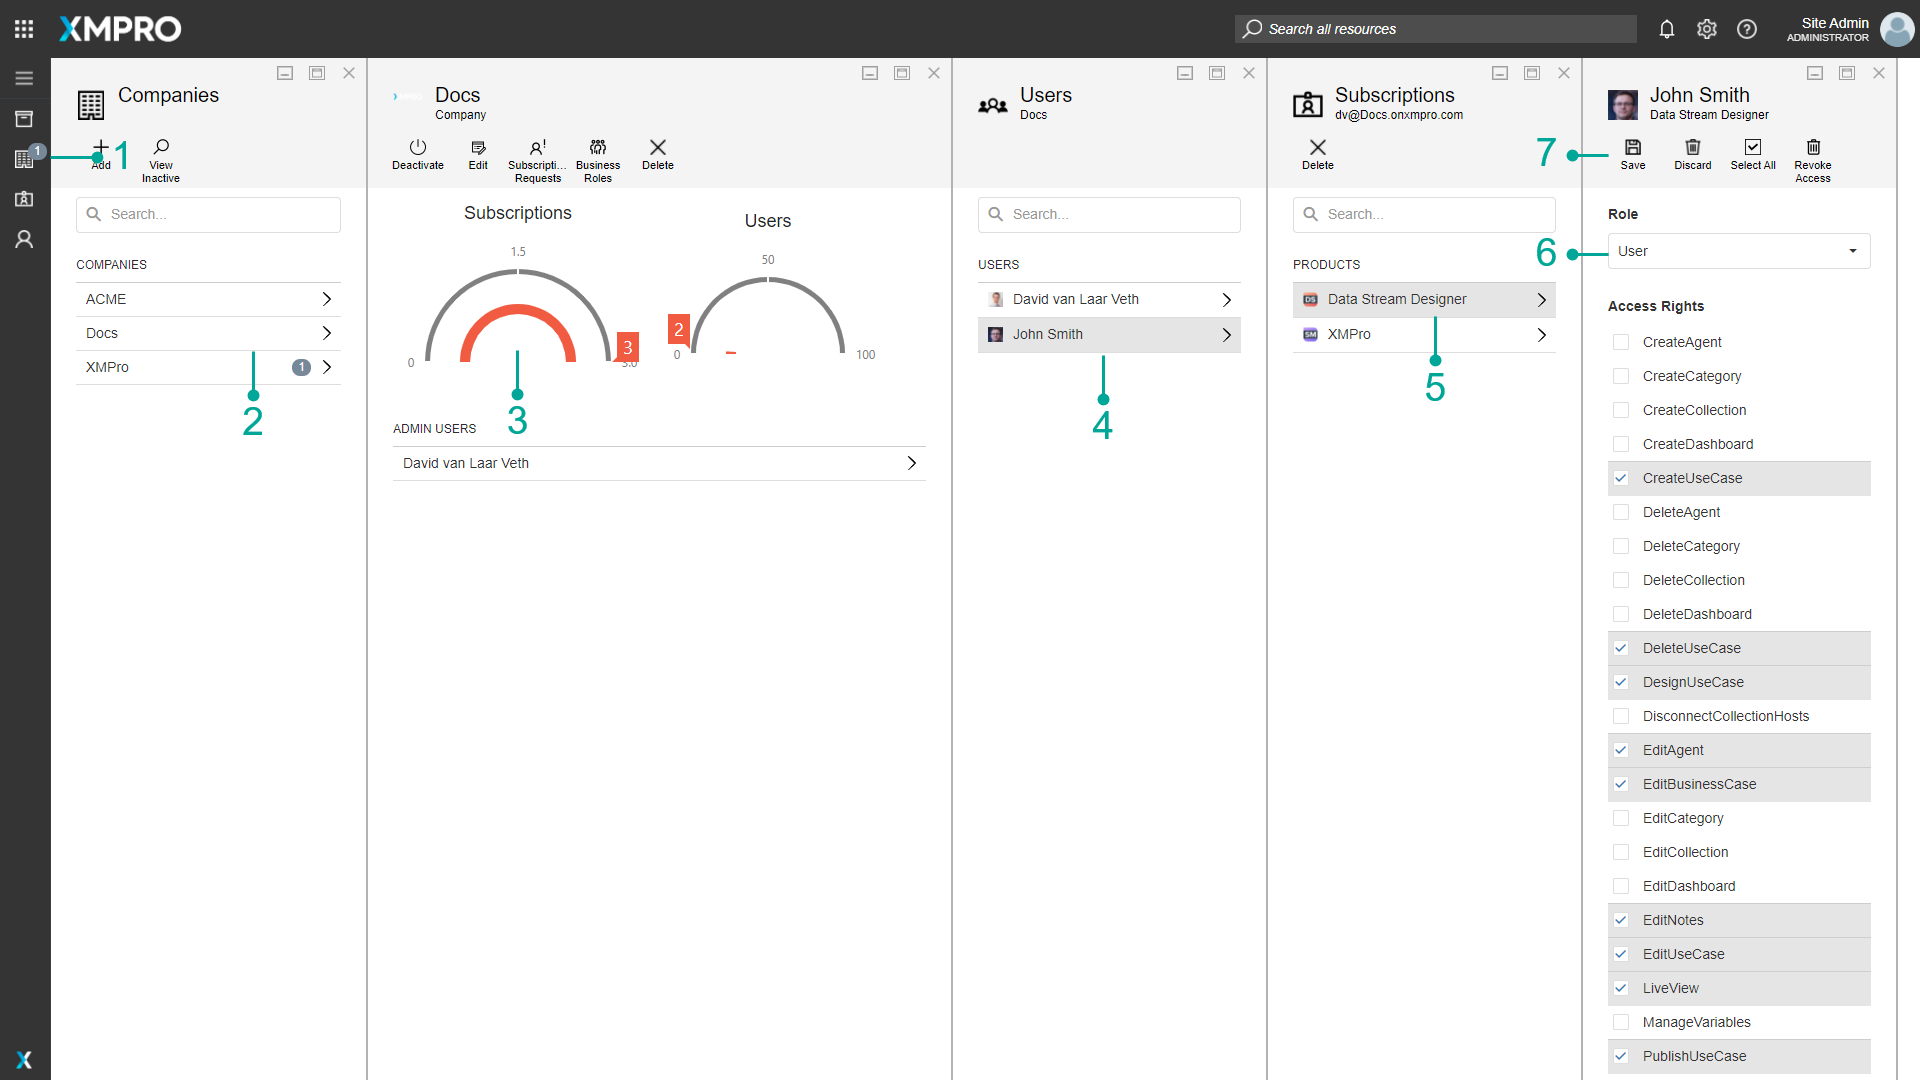 XMPRO
Search all resources
Site Admin
ADMINISTRATOR
1
Companies
Add
1
View
Inactive
Search...
COMPANIES
ACME
Docs
XMPro
1
2
XMPRO
Docs
Company
Deactivate
Edit
Subscripti...
Requests
Business
Roles
Delete
Subscriptions
1.5
0
3
3.0
3
Users
50
2
0
100
ADMIN USERS
David van Laar Veth
Users
Docs
Search...
USERS
David van Laar Veth
John Smith
4
Subscriptions
dv@Docs.onxmpro.com
Delete
Search...
PRODUCTS
DS
Data Stream Designer
SM
XMPro
5
John Smith
Data Stream Designer
7
Save
Discard
Select All
Revoke
Access
Role
6
User
Access Rights
CreateAgent
CreateCategory
CreateCollection
CreateDashboard
CreateUseCase
DeleteAgent
DeleteCategory
DeleteCollection
DeleteDashboard
DeleteUseCase
DesignUseCase
DisconnectCollectionHosts
EditAgent
EditBusinessCase
EditCategory
EditCollection
EditDashboard
EditNotes
EditUseCase
LiveView
ManageVariables
PublishUseCase
X